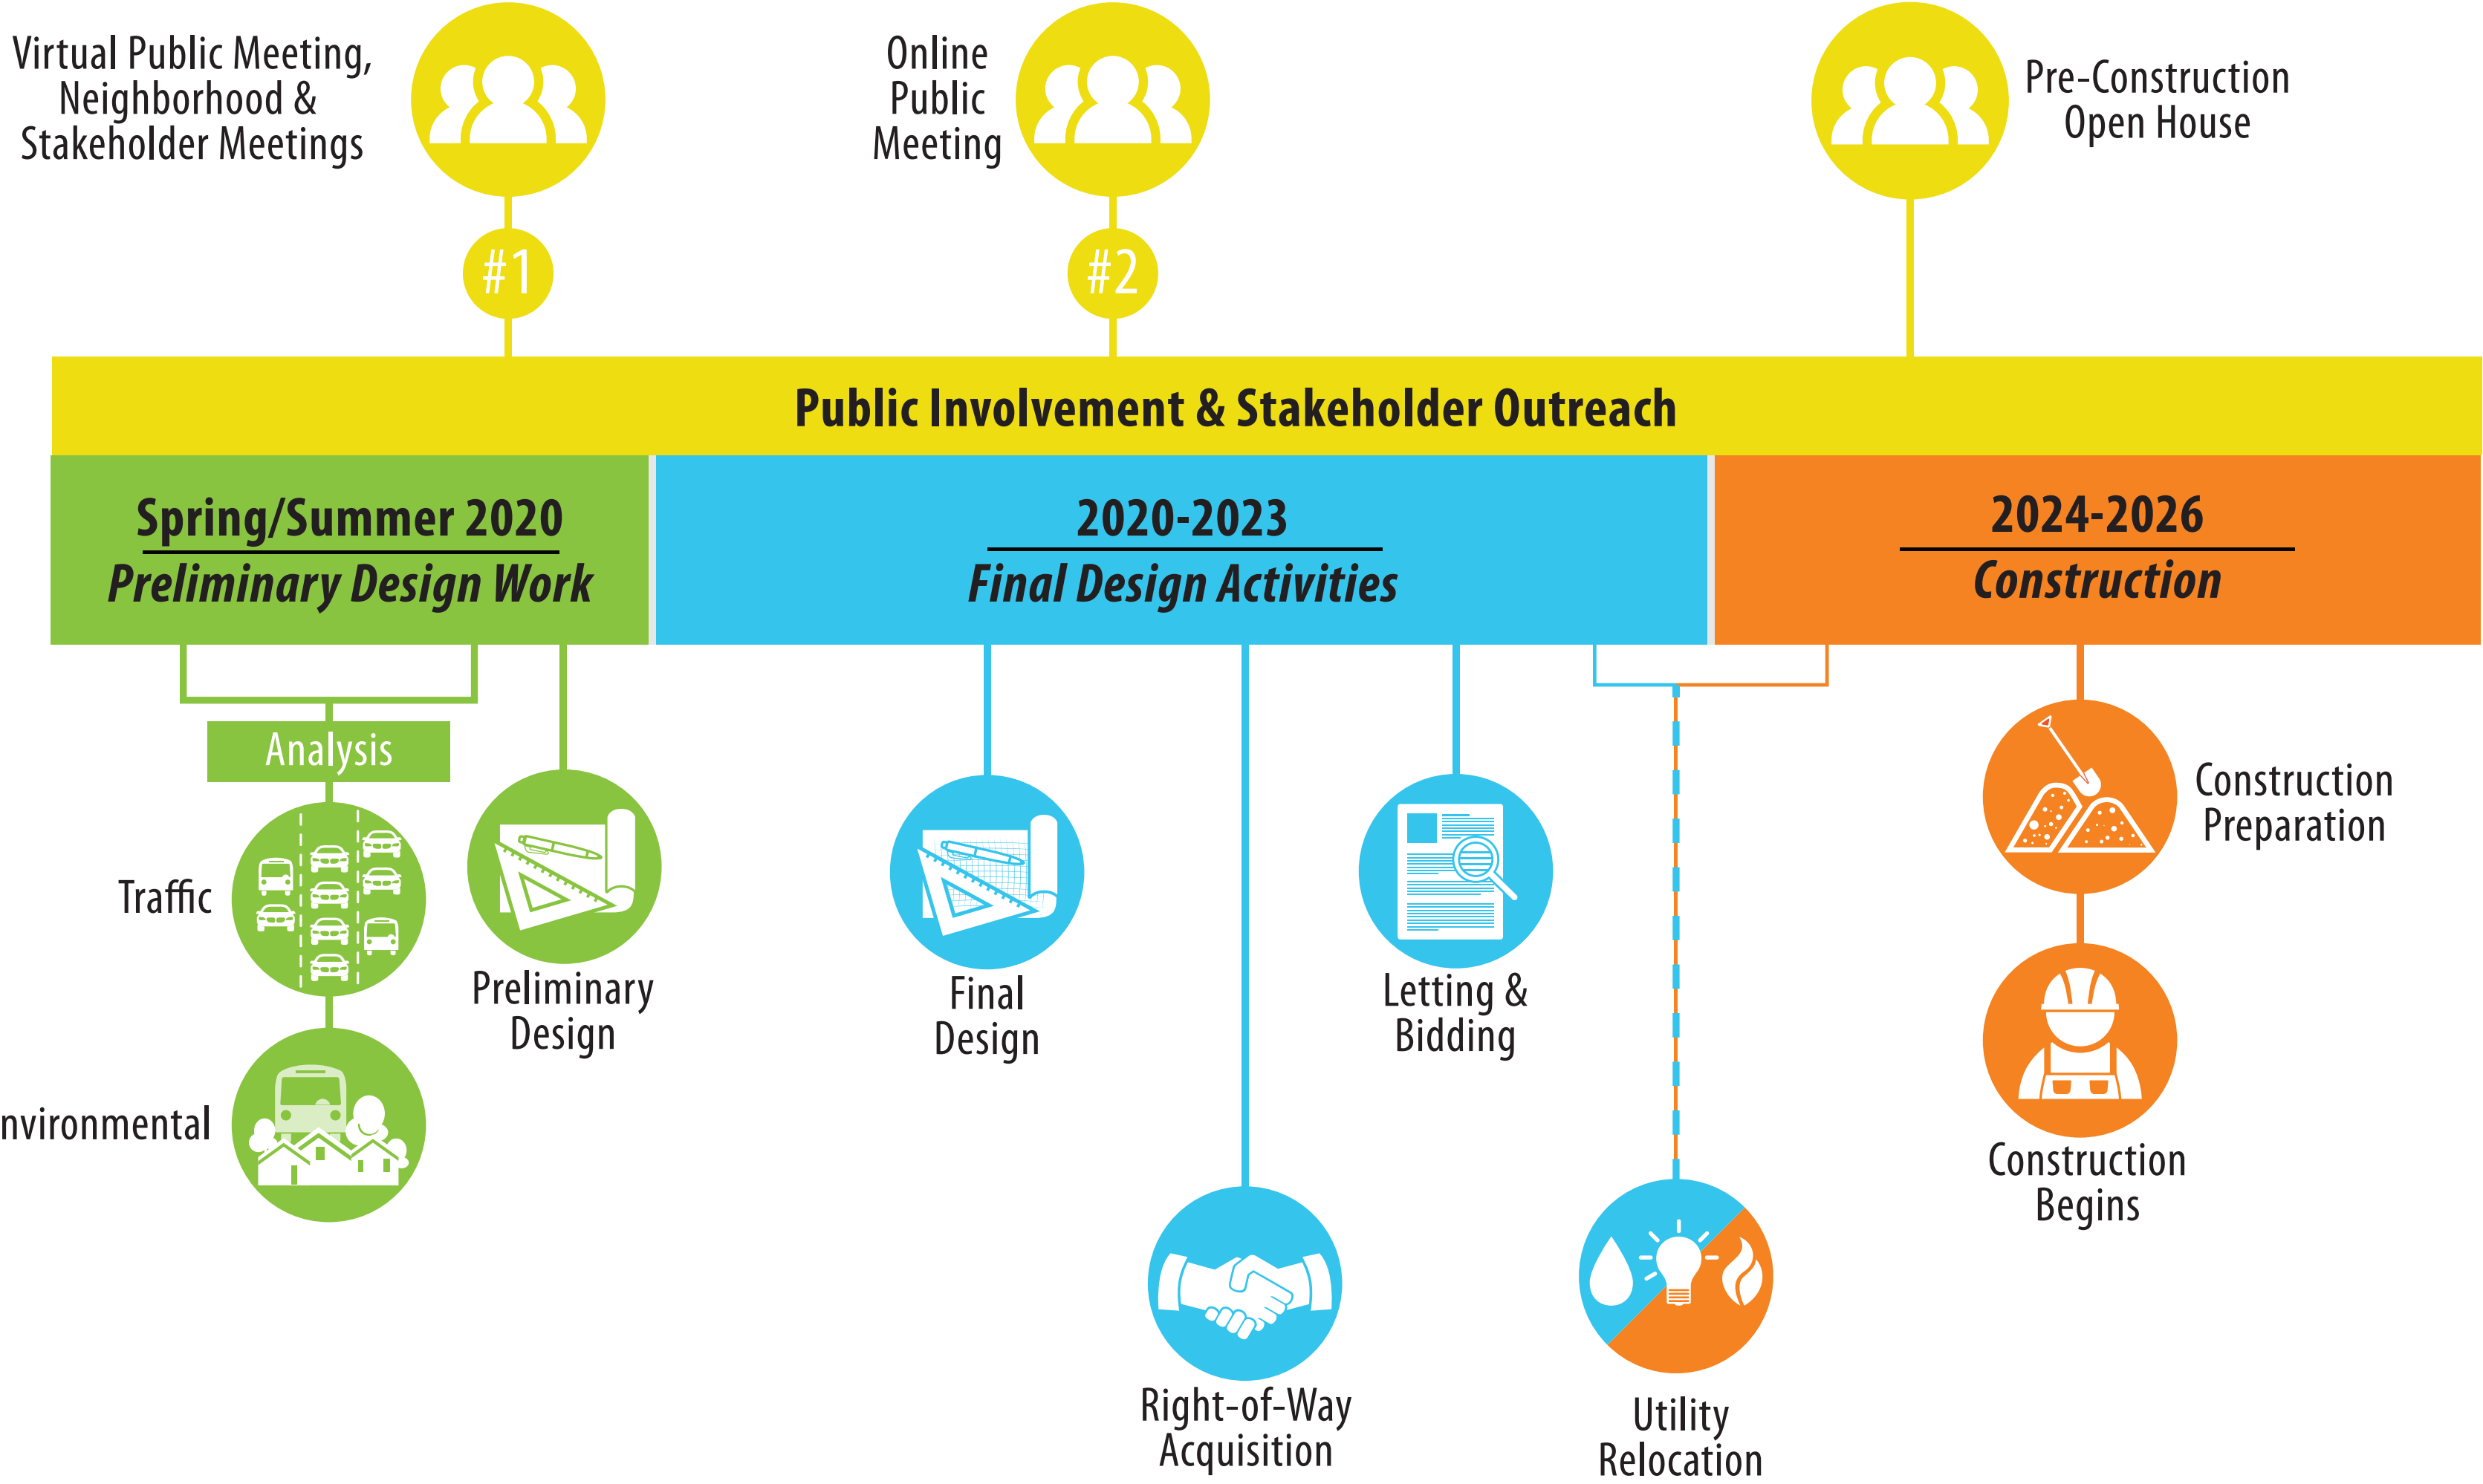 Virtual Public Meeting,
Neighborhood &
Stakeholder Meetings
Online
Public
Meeting
Pre-Construction
Open House
#1
#2
Public Involvement & Stakeholder Outreach
Spring/Summer 2020
Preliminary Design Work
2020-2023
Final Design Activities
2024-2026
Construction
Analysis
Traffic
nvironmental
Preliminary
Design
Final
Design
Letting &
Bidding
Right-of-Way
Acquisition
Utility
Relocation
Construction
Preparation
Construction
Begins